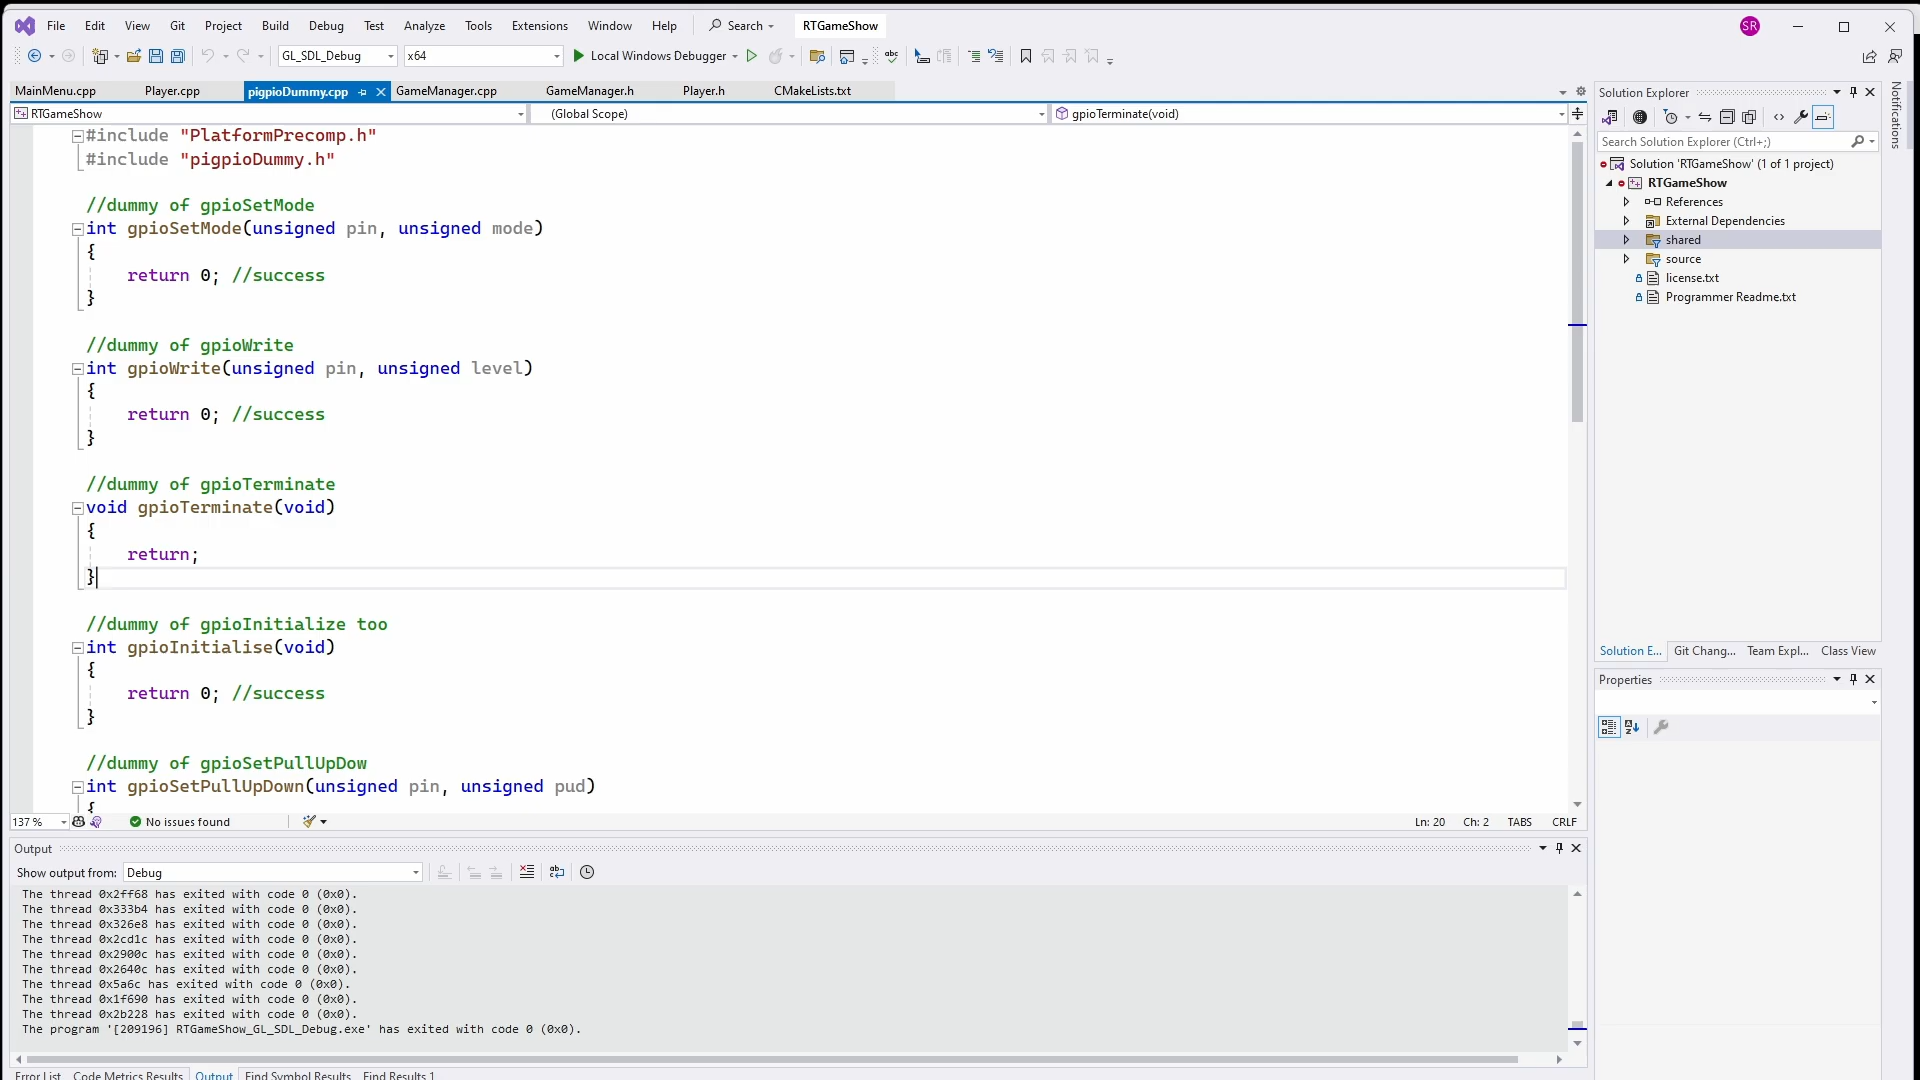 File Edit View Git Project Build Debug Test Analyze Tools Extensions Window Help Search RTGameShow SR
GL_SDL_Debug x64 Local Windows Debugger
MainMenu.cpp Player.cpp pigpioDummy.cpp GameManager.cpp GameManager.h Player.h CMakeLists.txt
RTGameShow (Global Scope) gpioTerminate(void)
#include "PlatformPrecomp.h"
#include "pigpioDummy.h"
//dummy of gpioSetMode
int gpioSetMode(unsigned pin, unsigned mode)
{
return 0; //success
}
//dummy of gpioWrite
int gpioWrite(unsigned pin, unsigned level)
{
return 0; //success
}
//dummy of gpioTerminate
void gpioTerminate(void)
{
return;
}
//dummy of gpioInitialize too
int gpioInitialise(void)
{
return 0; //success
}
//dummy of gpioSetPullUpDow
int gpioSetPullUpDown(unsigned pin, unsigned pud)
{
137 % No issues found Ln: 20 Ch: 2 TABS CRLF
Output
Show output from: Debug
The thread 0x2ff68 has exited with code 0 (0x0).
The thread 0x333b4 has exited with code 0 (0x0).
The thread 0x326e8 has exited with code 0 (0x0).
The thread 0x2cd1c has exited with code 0 (0x0).
The thread 0x2900c has exited with code 0 (0x0).
The thread 0x2640c has exited with code 0 (0x0).
The thread 0x5a6c has exited with code 0 (0x0).
The thread 0x1f690 has exited with code 0 (0x0).
The thread 0x2b228 has exited with code 0 (0x0).
The program '[209196] RTGameShow_GL_SDL_Debug.exe' has exited with code 0 (0x0).
Error List Code Metrics Results Output Find Symbol Results Find Results 1
Solution Explorer
Search Solution Explorer (Ctrl+;)
Solution 'RTGameShow' (1 of 1 project)
RTGameShow
References
External Dependencies
shared
source
license.txt
Programmer Readme.txt
Solution E... Git Chang... Team Expl... Class View
Properties
Notifications